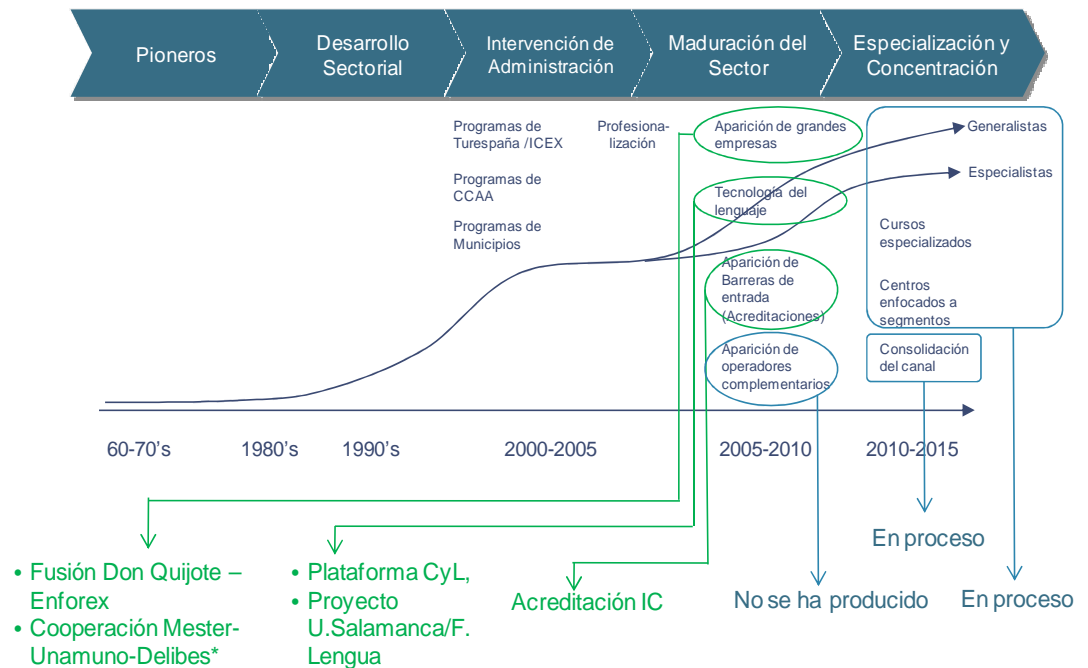 Pioneros
Desarrollo
Sectorial
Intervención de
Administración
Maduración del
Sector
Especialización y
Concentración
Programas de
Turespaña /ICEX
Programas de
CCAA
Programas de
Municipios
Profesiona-
lización
Aparición de grandes
empresas
Tecnología del
lenguaje
Aparición de
Barreras de
entrada
(Acreditaciones)
Aparición de
operadores
complementarios
Generalistas
Especialistas
Cursos
especializados
Centros
enfocados a
segmentos
Consolidación
del canal
60-70's
1980's
1990's
2000-2005
2005-2010
2010-2015
• Fusión Don Quijote –
Enforex
• Cooperación Mester-
Unamuno-Delibes*
• Plataforma CyL,
• Proyecto
U.Salamanca/F.
Lengua
Acreditación IC
No se ha producido
En proceso
En proceso